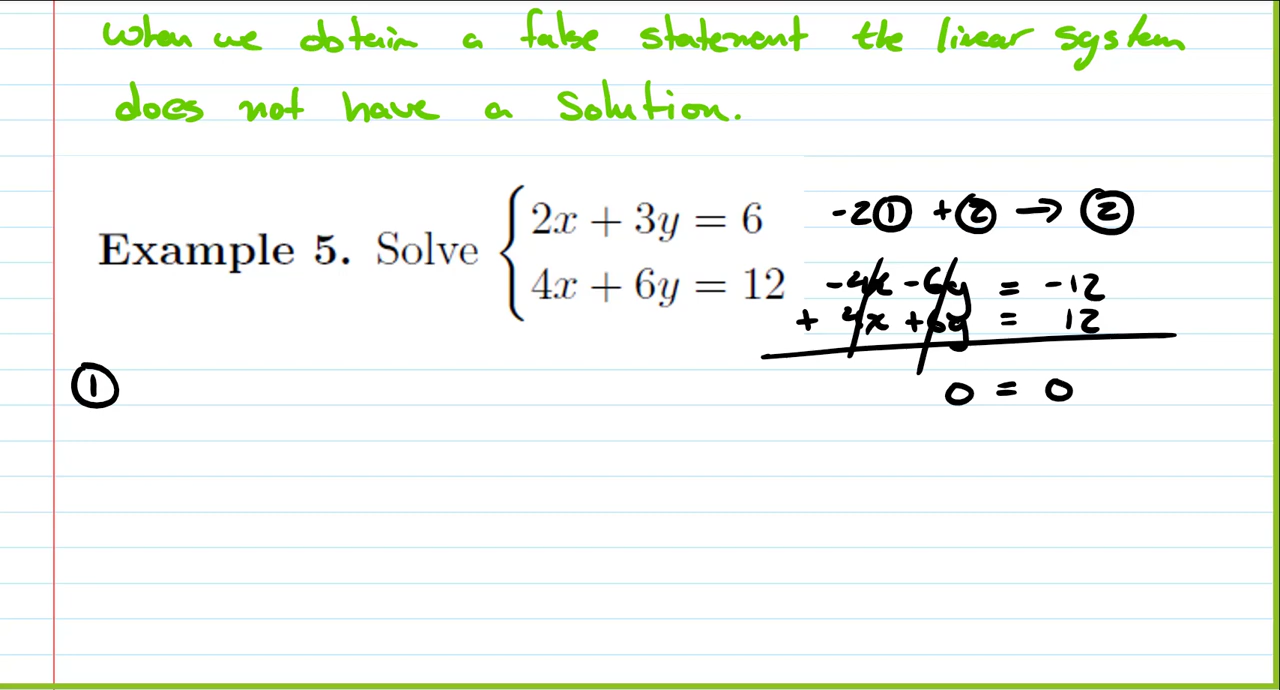 when we obtain a false statement the linear system
does not have a solution.
Example 5. Solve { 2x + 3y = 6
4x + 6y = 12
-2① + ② → ②
-4x - 6y = -12
+ 4x + 6y = 12
0 = 0
①